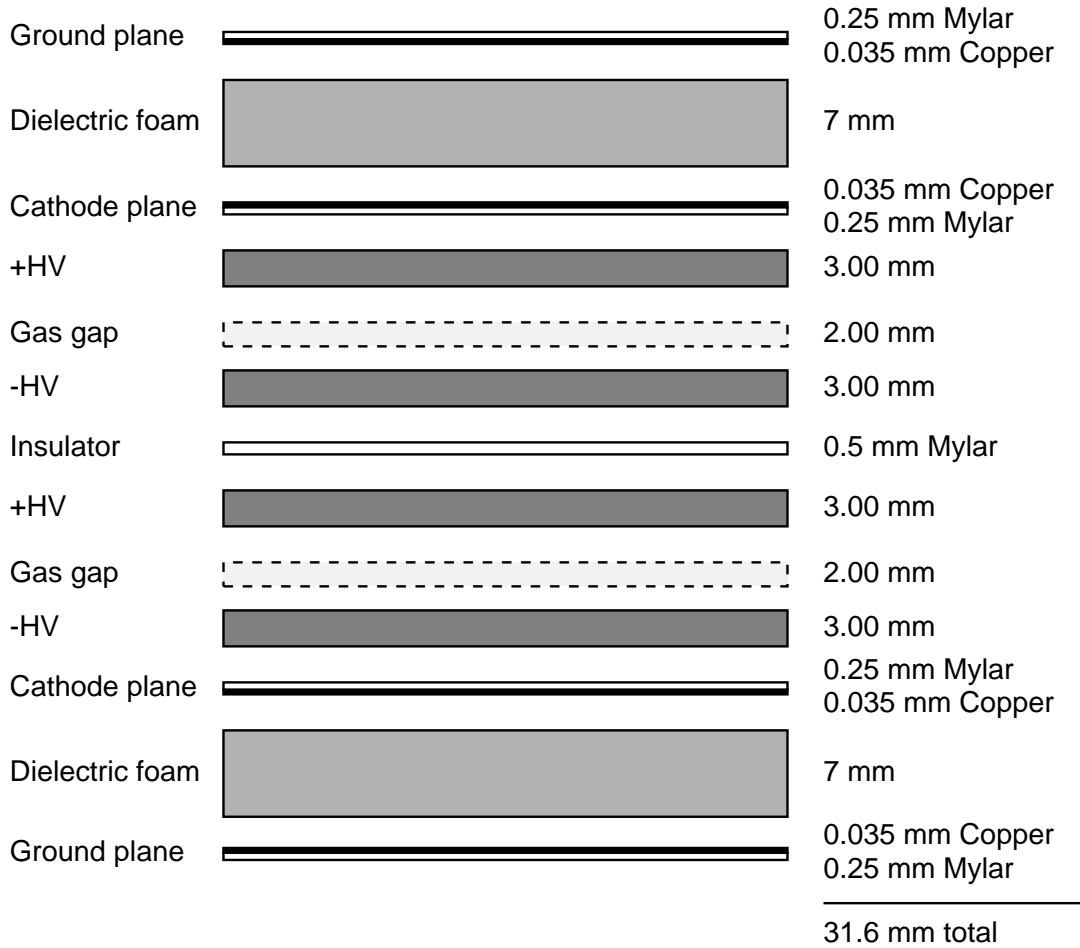 Ground plane
0.25 mm Mylar
0.035 mm Copper
Dielectric foam
7 mm
Cathode plane
0.035 mm Copper
0.25 mm Mylar
+HV
3.00 mm
Gas gap
2.00 mm
-HV
3.00 mm
Insulator
0.5 mm Mylar
+HV
3.00 mm
Gas gap
2.00 mm
-HV
3.00 mm
Cathode plane
0.25 mm Mylar
0.035 mm Copper
Dielectric foam
7 mm
Ground plane
0.035 mm Copper
0.25 mm Mylar
31.6 mm total